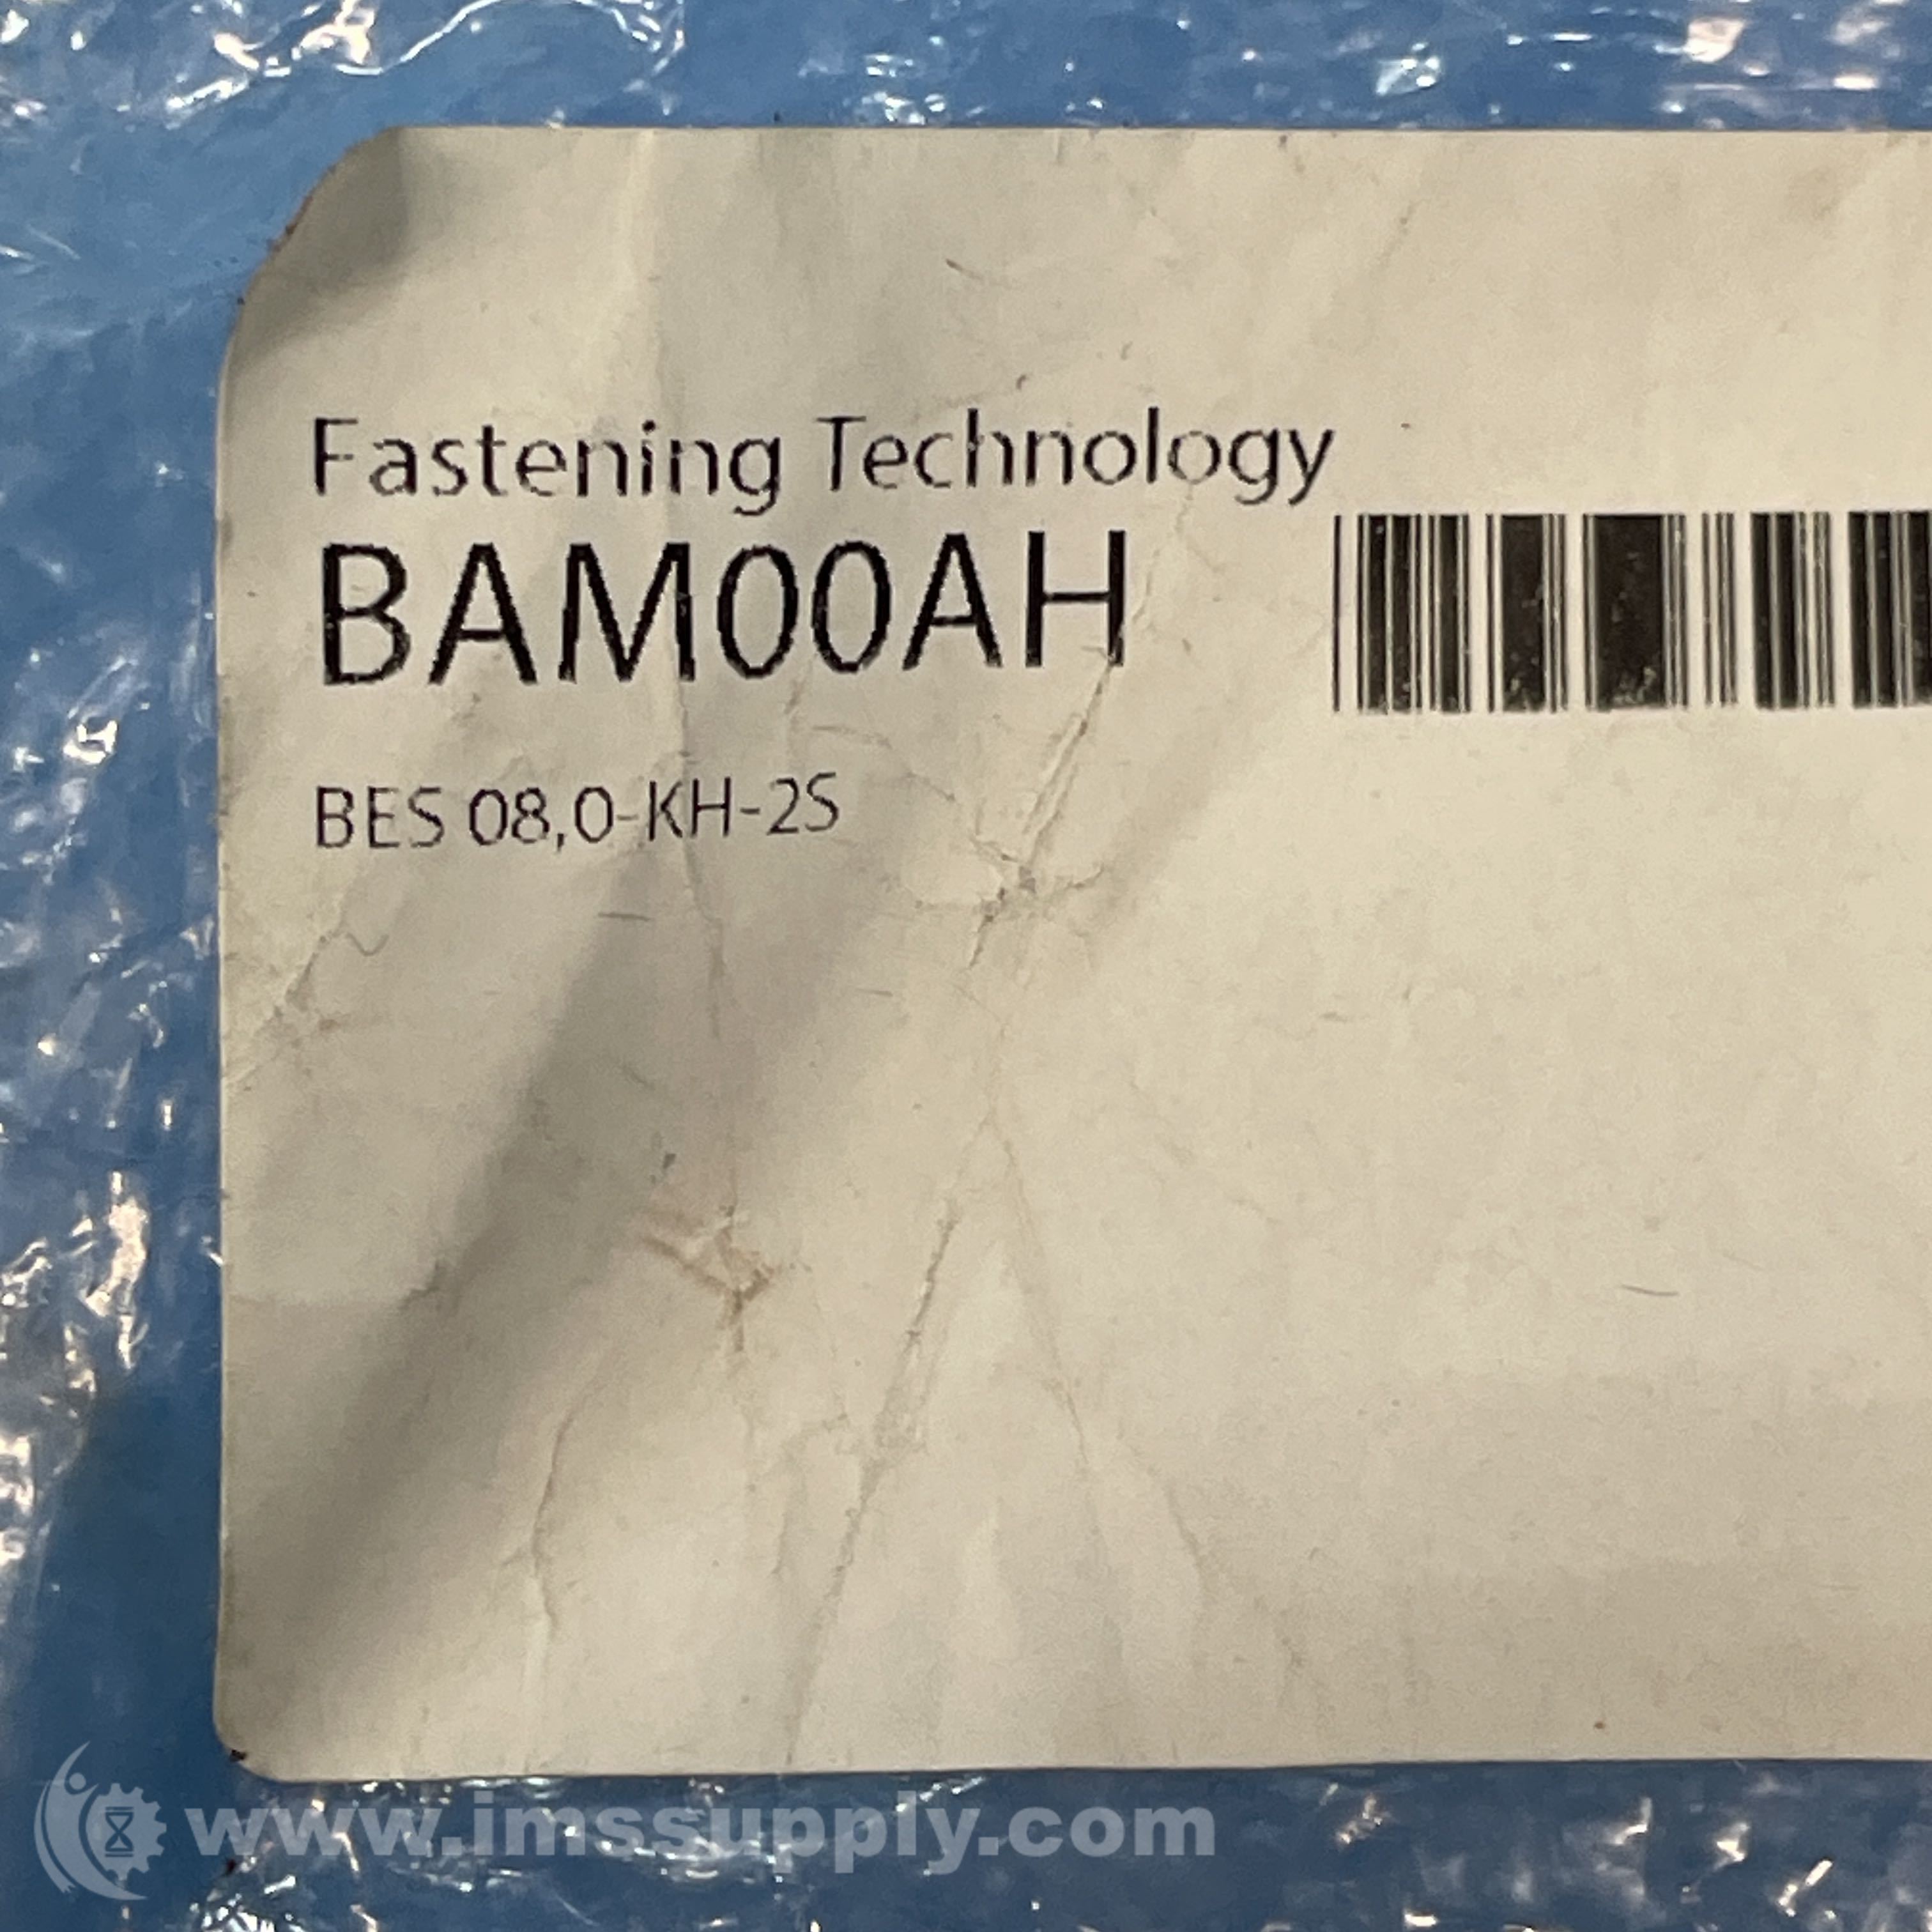 Fastening Technology
BAM00AH
BES 08,0-KH-2S
www.imssupply.com